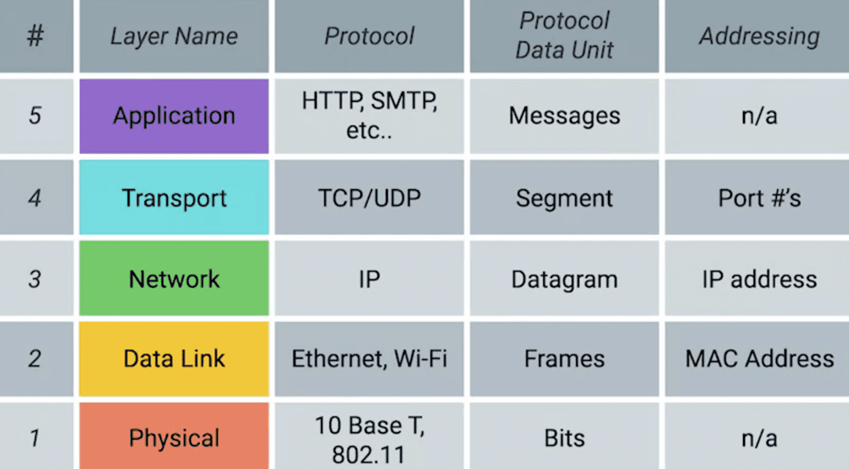 # Layer Name Protocol Protocol Data Unit Addressing
5 Application HTTP, SMTP, etc.. Messages n/a
4 Transport TCP/UDP Segment Port #'s
3 Network IP Datagram IP address
2 Data Link Ethernet, Wi-Fi Frames MAC Address
1 Physical 10 Base T, 802.11 Bits n/a